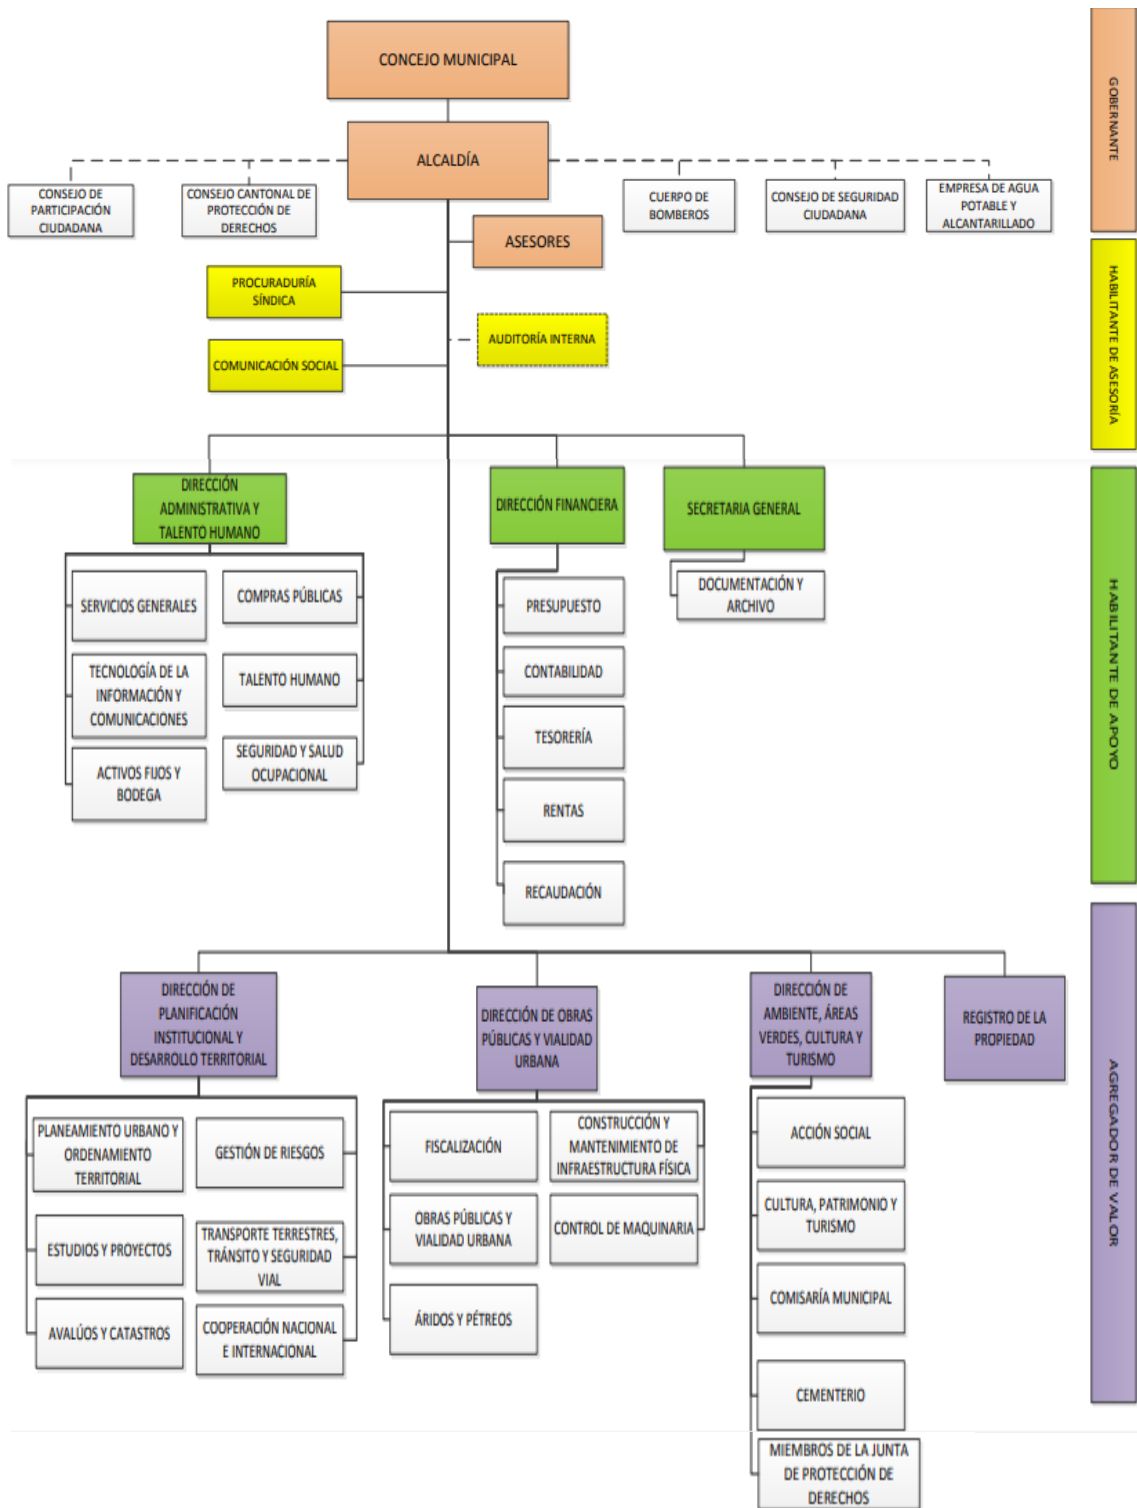 CONCEJO MUNICIPAL
GOBERNANTE
ALCALDÍA
CONSEJO DE
PARTICIPACIÓN
CIUDADANA
CONSEJO CANTONAL DE
PROTECCIÓN DE
DERECHOS
CUERPO DE
BOMBEROS
CONSEJO DE SEGURIDAD
CIUDADANA
EMPRESA DE AGUA
POTABLE Y
ALCANTARILLADO
ASESORES
HABILITANTE DE ASESORÍA
PROCURADURÍA
SÍNDICA
AUDITORÍA INTERNA
COMUNICACIÓN SOCIAL
HABILITANTE DE APOYO
DIRECCIÓN
ADMINISTRATIVA Y
TALENTO HUMANO
DIRECCIÓN FINANCIERA
SECRETARIA GENERAL
SERVICIOS GENERALES
COMPRAS PÚBLICAS
TECNOLOGÍA DE LA
INFORMACIÓN Y
COMUNICACIONES
TALENTO HUMANO
ACTIVOS FIJOS Y
BODEGA
SEGURIDAD Y SALUD
OCUPACIONAL
PRESUPUESTO
CONTABILIDAD
TESORERÍA
RENTAS
RECAUDACIÓN
DOCUMENTACIÓN Y
ARCHIVO
AGREGADOR DE VALOR
DIRECCIÓN DE
PLANIFICACIÓN
INSTITUCIONAL Y
DESARROLLO TERRITORIAL
DIRECCIÓN DE OBRAS
PÚBLICAS Y VIALIDAD
URBANA
DIRECCIÓN DE
AMBIENTE, ÁREAS
VERDES, CULTURA Y
TURISMO
REGISTRO DE LA
PROPIEDAD
PLANEAMIENTO URBANO Y
ORDENAMIENTO
TERRITORIAL
GESTIÓN DE RIESGOS
ESTUDIOS Y PROYECTOS
TRANSPORTE TERRESTRES,
TRÁNSITO Y SEGURIDAD
VIAL
AVALÚOS Y CATASTROS
COOPERACIÓN NACIONAL
E INTERNACIONAL
FISCALIZACIÓN
CONSTRUCCIÓN Y
MANTENIMIENTO DE
INFRAESTRUCTURA FÍSICA
OBRAS PÚBLICAS Y
VIALIDAD URBANA
CONTROL DE MAQUINARIA
ÁRIDOS Y PÉTREOS
ACCIÓN SOCIAL
CULTURA, PATRIMONIO Y
TURISMO
COMISARÍA MUNICIPAL
CEMENTERIO
MIEMBROS DE LA JUNTA
DE PROTECCIÓN DE
DERECHOS